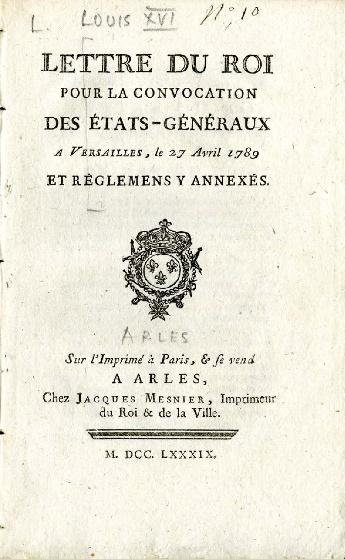 L. LOUIS XVI N.° 10
LETTRE DU ROI
POUR LA CONVOCATION
DES ÉTATS-GÉNÉRAUX
A VERSAILLES, le 27 Avril 1789
ET RÉGLEMENS Y ANNEXÉS.
ARLES
Sur l'Imprimé à Paris, & se vend
A ARLES,
Chez JACQUES MESNIER, Imprimeur
du Roi & de la Ville.
M. DCC. LXXXIX.